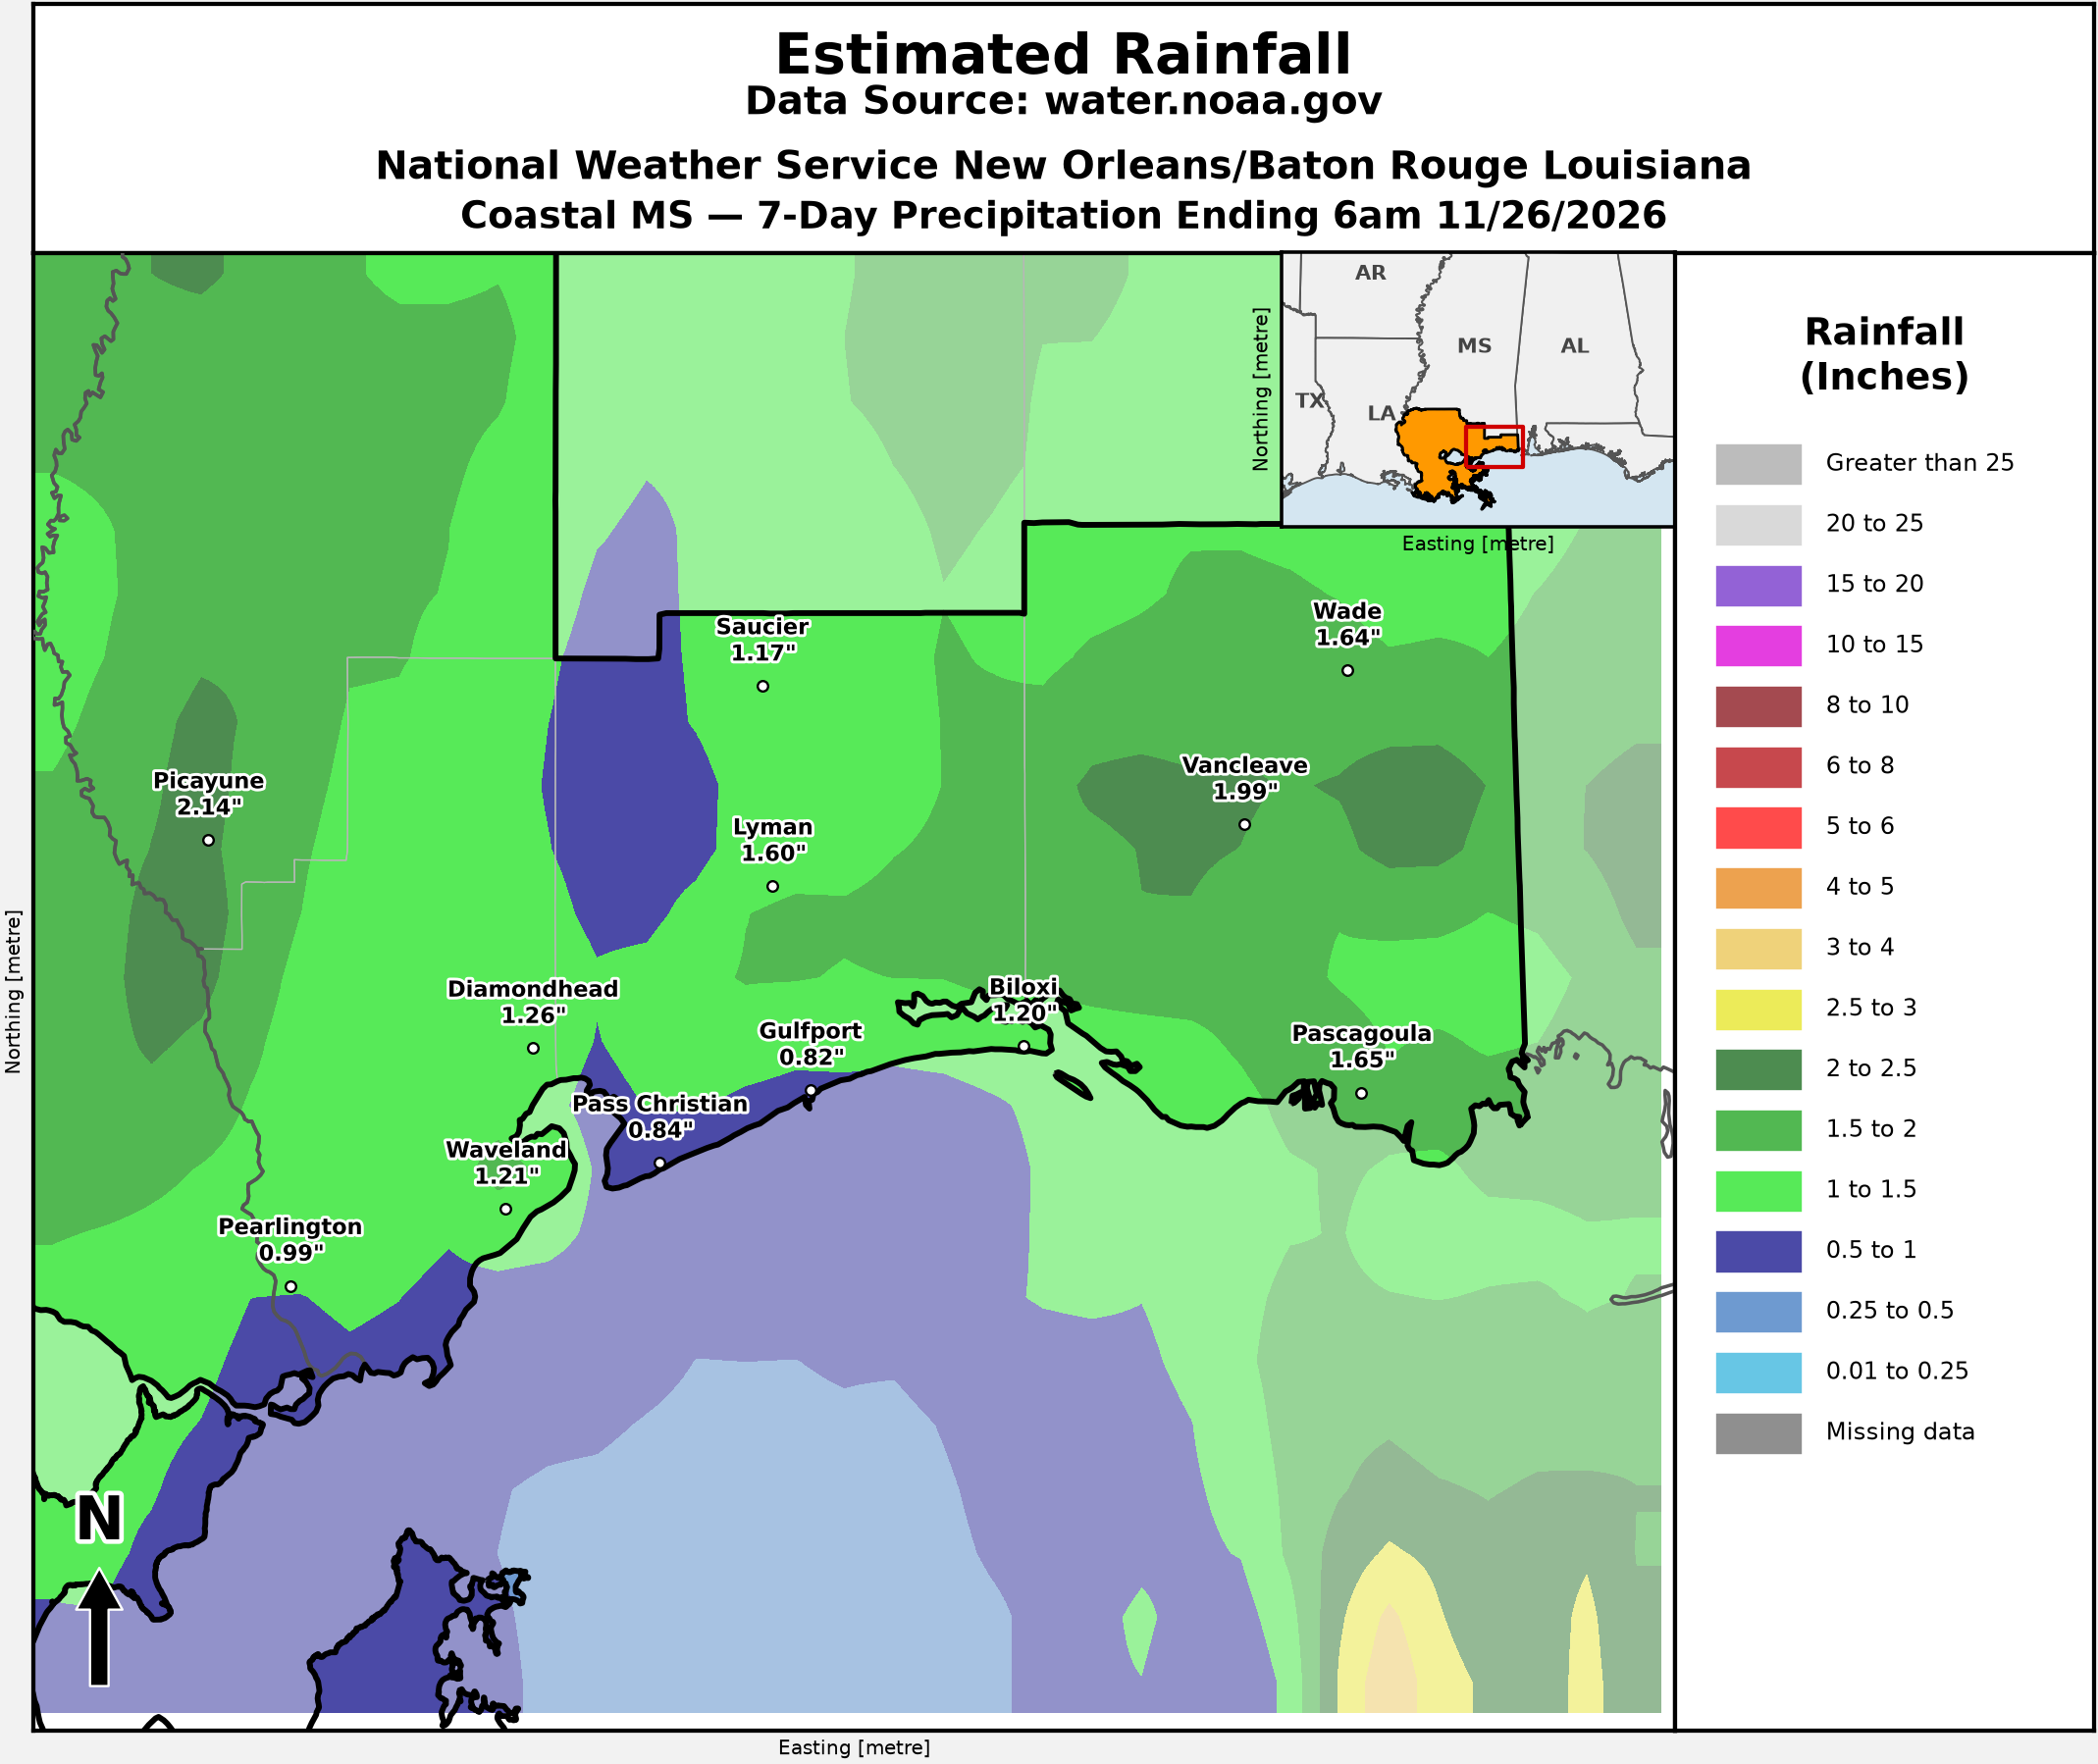 Estimated Rainfall
Data Source: water.noaa.gov
National Weather Service New Orleans/Baton Rouge Louisiana
Coastal MS — 7-Day Precipitation Ending 6am 11/26/2026
AR
MS
AL
TX
LA
Northing [metre]
Easting [metre]
Saucier
1.17"
Wade
1.64"
Picayune
2.14"
Vancleave
1.99"
Lyman
1.60"
Diamondhead
1.26"
Biloxi
1.20"
Gulfport
0.82"
Pascagoula
1.65"
Pass Christian
0.84"
Waveland
1.21"
Pearlington
0.99"
N
Northing [metre]
Easting [metre]
Rainfall
(Inches)
Greater than 25
20 to 25
15 to 20
10 to 15
8 to 10
6 to 8
5 to 6
4 to 5
3 to 4
2.5 to 3
2 to 2.5
1.5 to 2
1 to 1.5
0.5 to 1
0.25 to 0.5
0.01 to 0.25
Missing data